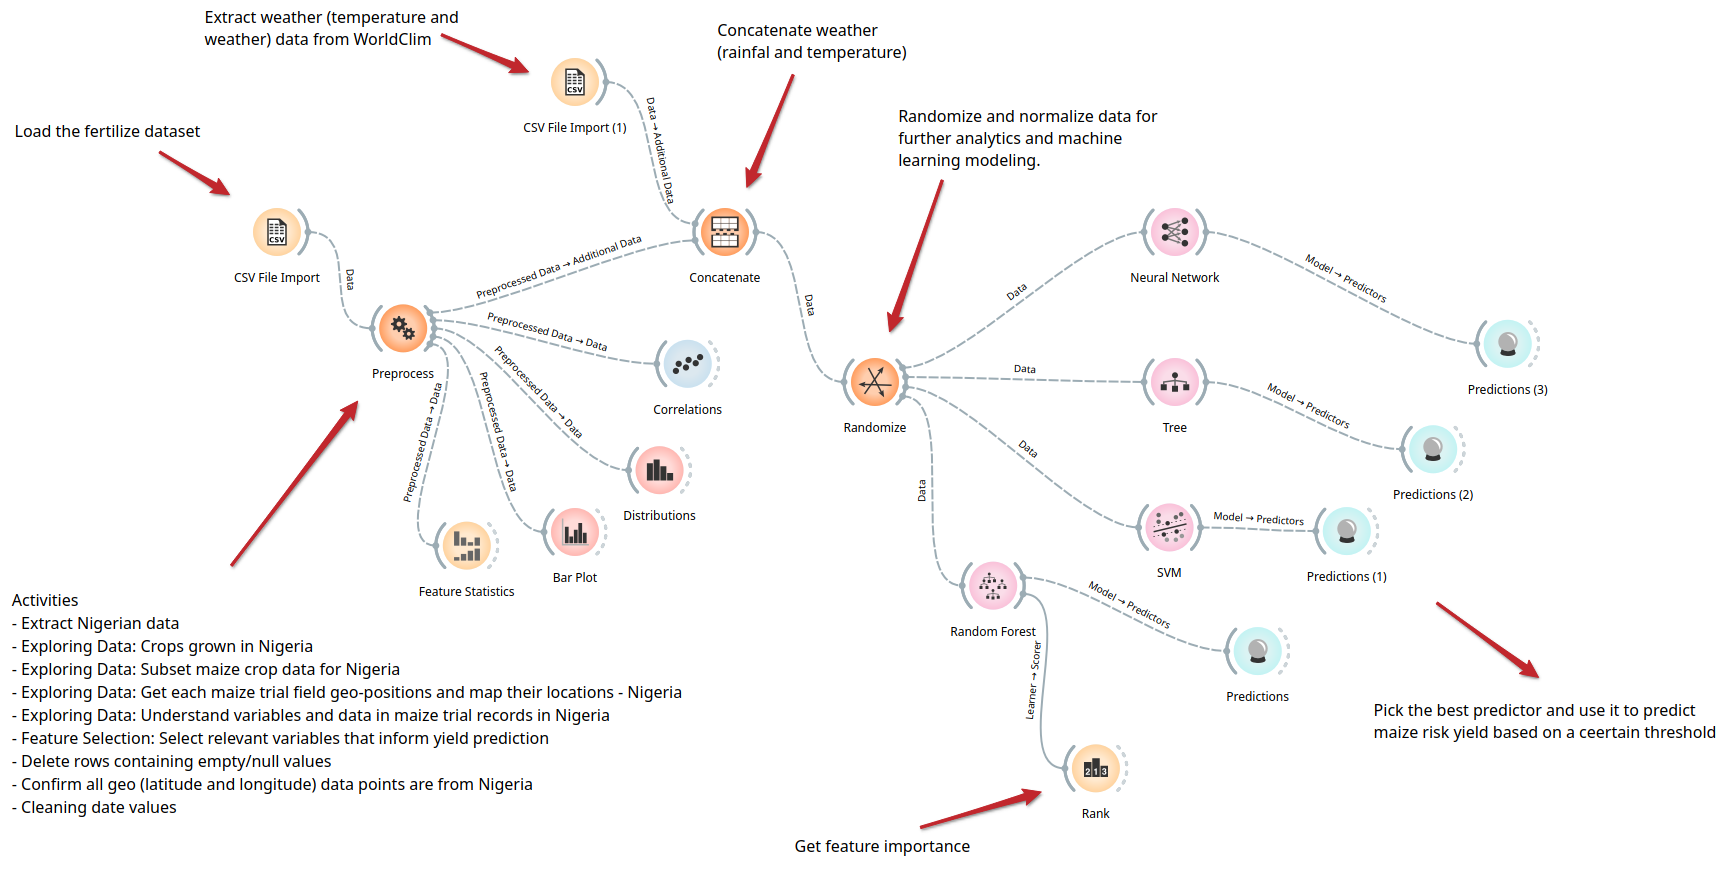 Extract weather (temperature and
weather) data from WorldClim
Concatenate weather
(rainfal and temperature)
CSV
CSV File Import (1)
Data → Additional Data
Load the fertilize dataset
Randomize and normalize data for
further analytics and machine
learning modeling.
CSV
CSV File Import
Data
Preprocessed Data → Additional Data
Concatenate
Data
Preprocess
Preprocessed Data → Data
Preprocessed Data → Data
Preprocessed Data → Data
Preprocessed Data → Data
Correlations
Distributions
Bar Plot
Feature Statistics
Randomize
Data
Data
Data
Data
Neural Network
Model → Predictors
Predictions (3)
Tree
Model → Predictors
Predictions (2)
SVM
Model → Predictors
Predictions (1)
Random Forest
Model → Predictors
Predictions
Learner → Scorer
2 1 3
Rank
Get feature importance
Activities
- Extract Nigerian data
- Exploring Data: Crops grown in Nigeria
- Exploring Data: Subset maize crop data for Nigeria
- Exploring Data: Get each maize trial field geo-positions and map their locations - Nigeria
- Exploring Data: Understand variables and data in maize trial records in Nigeria
- Feature Selection: Select relevant variables that inform yield prediction
- Delete rows containing empty/null values
- Confirm all geo (latitude and longitude) data points are from Nigeria
- Cleaning date values
Pick the best predictor and use it to predict
maize risk yield based on a ceertain threshold